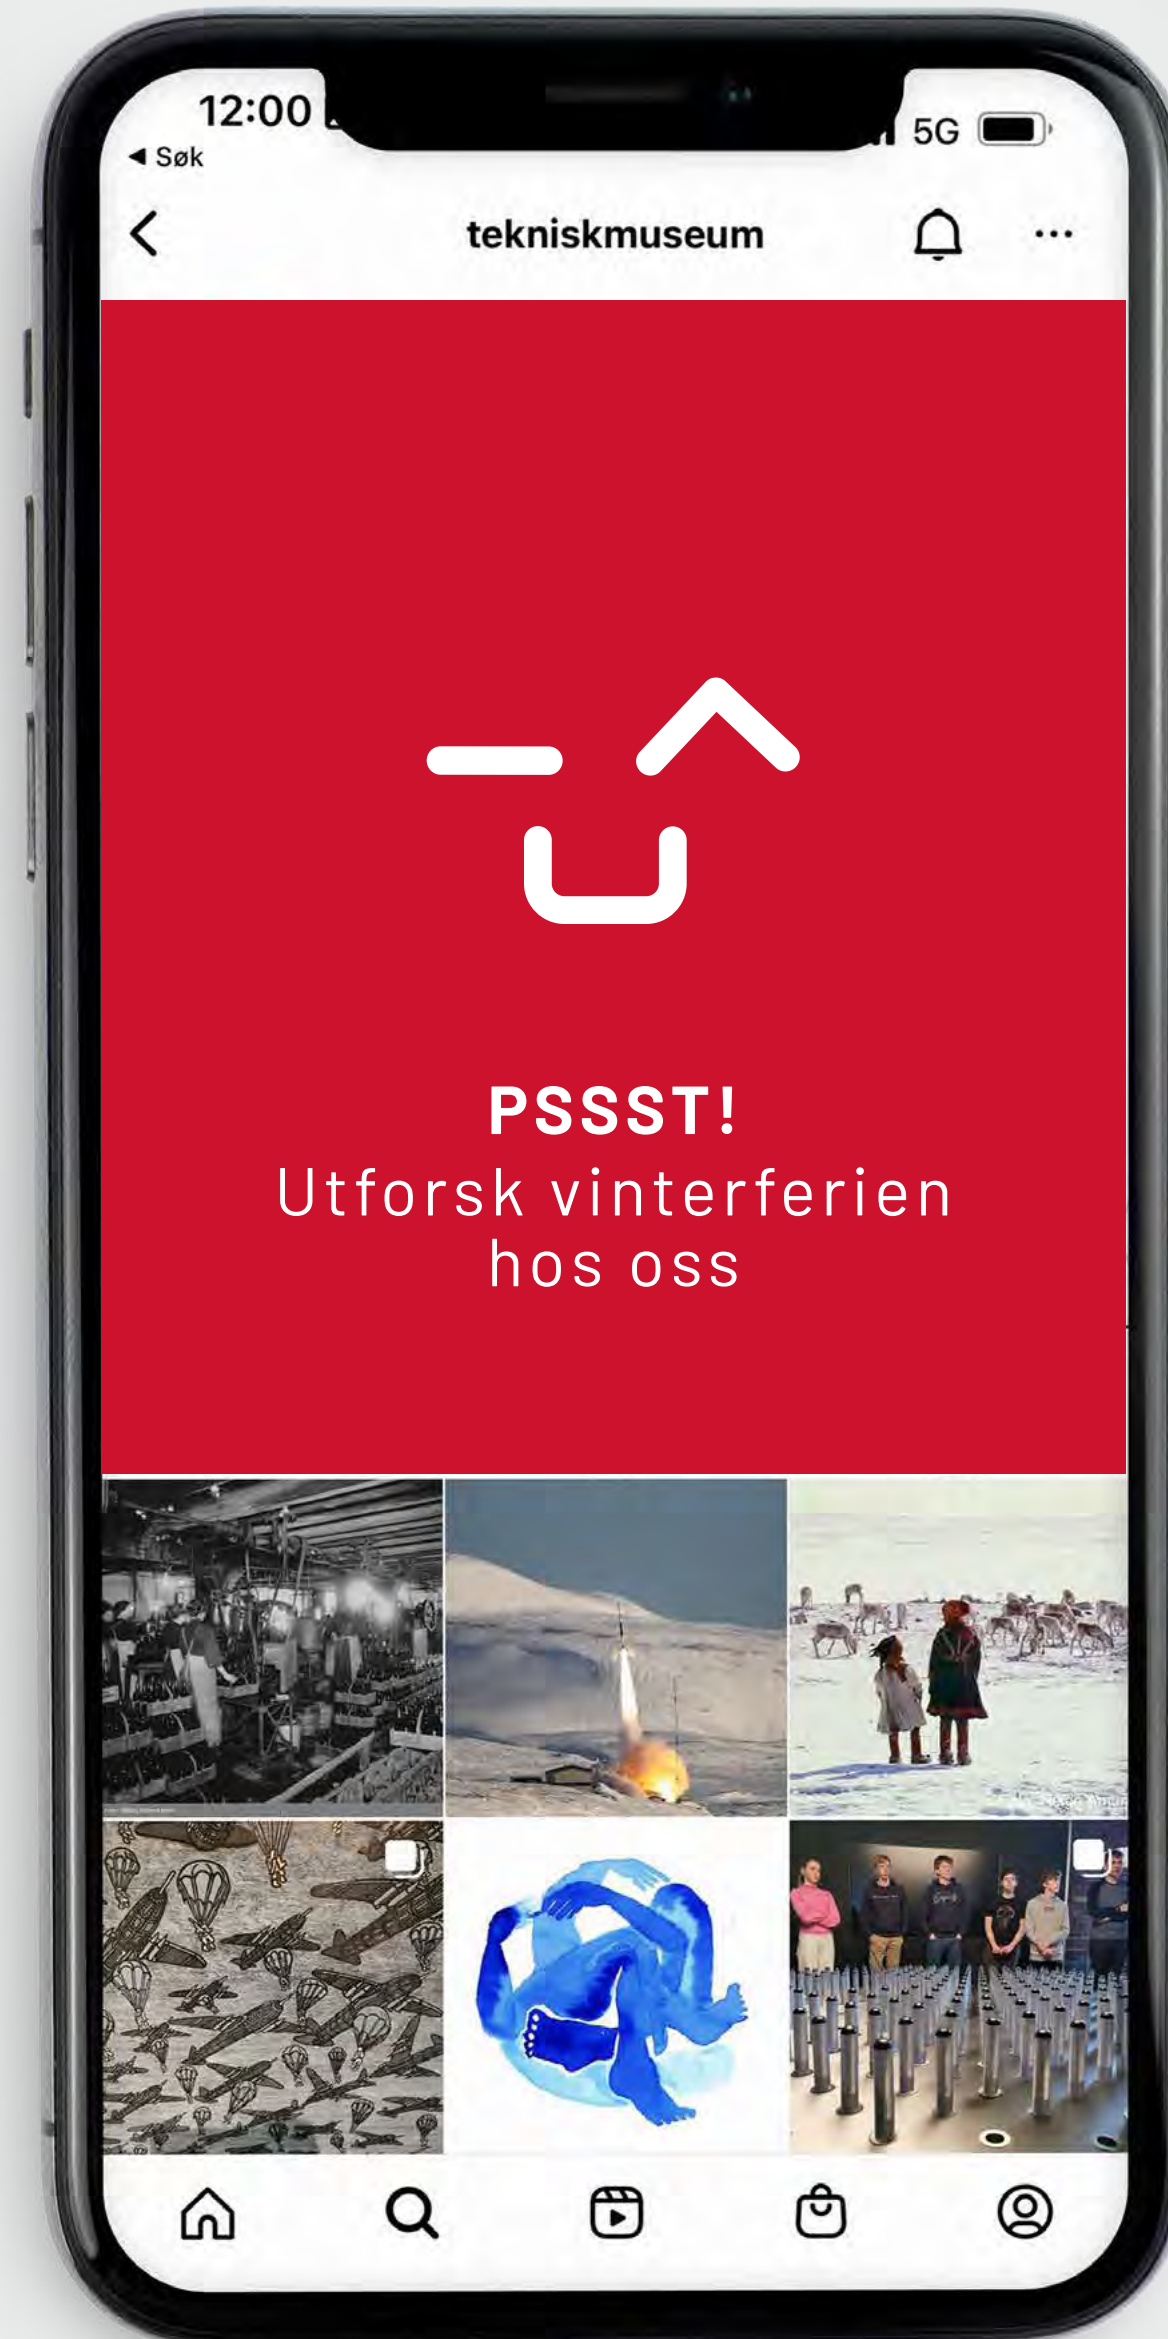 12:00
5G
◀ Søk
tekniskmuseum
PSSST!
Utforsk vinterferien
hos oss